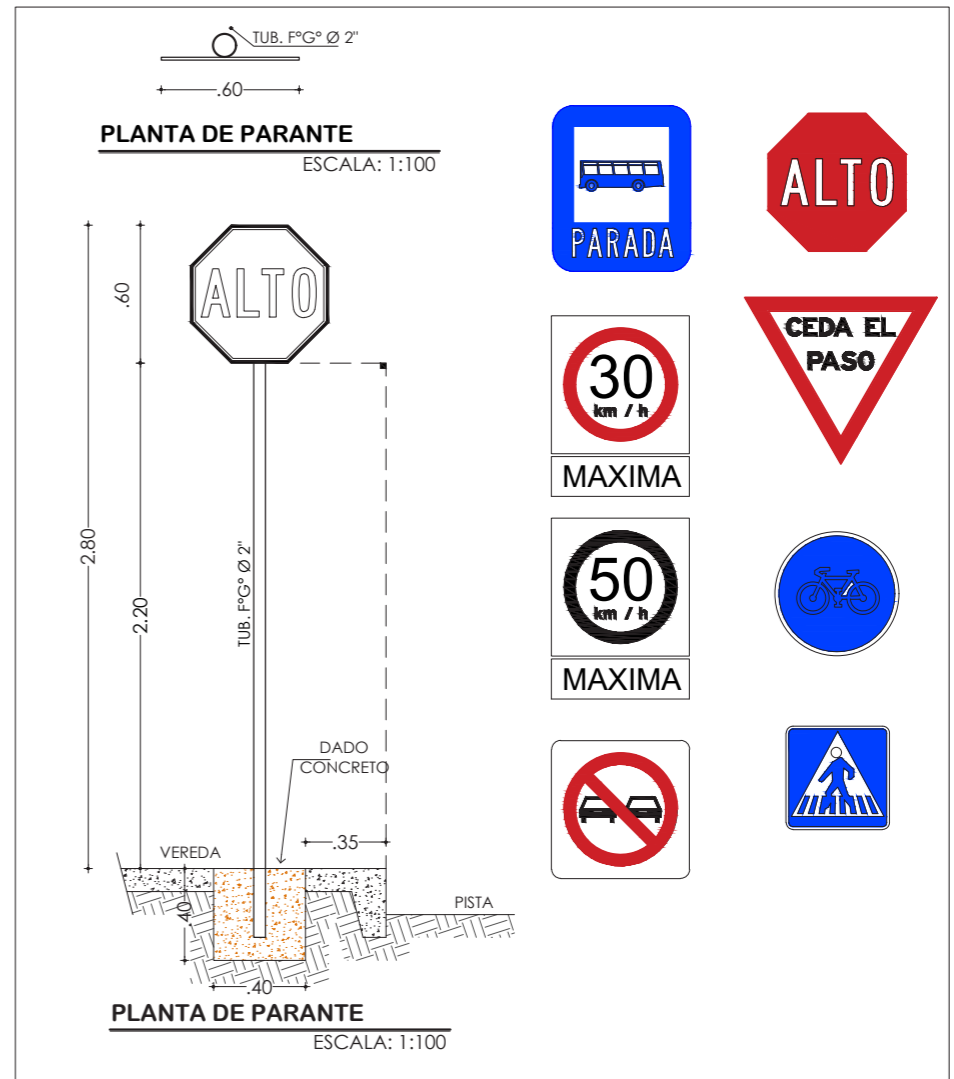 TUB. F°G° Ø 2"
.60
PLANTA DE PARANTE
ESCALA: 1:100
ALTO
.60
2.80
2.20
TUB. F°G° Ø 2"
DADO
CONCRETO
.35
VEREDA
PISTA
.40
.40
PLANTA DE PARANTE
ESCALA: 1:100
PARADA
ALTO
30
km / h
MAXIMA
CEDA EL
PASO
50
km / h
MAXIMA